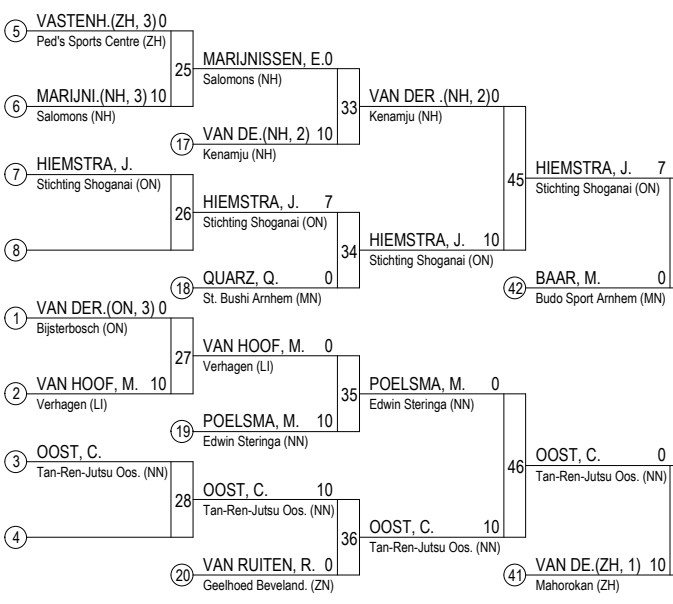 5 VASTENH.(ZH, 3) 0
Ped's Sports Centre (ZH)
25 MARIJNISSEN, E. 0
Salomons (NH)
6 MARIJNI.(NH, 3) 10
Salomons (NH)
33 VAN DER .(NH, 2) 0
Kenamju (NH)
17 VAN DE.(NH, 2) 10
Kenamju (NH)
7 HIEMSTRA, J.
Stichting Shoganai (ON)
45 HIEMSTRA, J. 7
Stichting Shoganai (ON)
26 HIEMSTRA, J. 7
Stichting Shoganai (ON)
8
34 HIEMSTRA, J. 10
Stichting Shoganai (ON)
18 QUARZ, Q. 0
St. Bushi Arnhem (MN)
42 BAAR, M. 0
Budo Sport Arnhem (MN)
1 VAN DER.(ON, 3) 0
Bijsterbosch (ON)
27 VAN HOOF, M. 0
Verhagen (LI)
2 VAN HOOF, M. 10
Verhagen (LI)
35 POELSMA, M. 0
Edwin Steringa (NN)
19 POELSMA, M. 10
Edwin Steringa (NN)
3 OOST, C.
Tan-Ren-Jutsu Oos. (NN)
46 OOST, C. 0
Tan-Ren-Jutsu Oos. (NN)
28 OOST, C. 10
Tan-Ren-Jutsu Oos. (NN)
4
36 OOST, C. 10
Tan-Ren-Jutsu Oos. (NN)
20 VAN RUITEN, R. 0
Geelhoed Beveland. (ZN)
41 VAN DE.(ZH, 1) 10
Mahorokan (ZH)